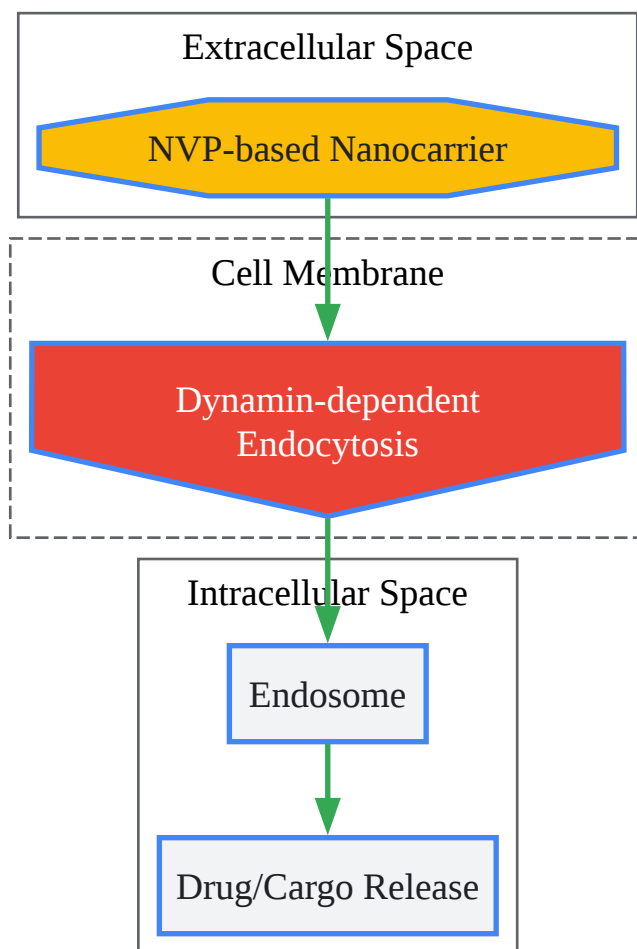 Extracellular Space
NVP-based Nanocarrier
Cell Membrane
Dynamin-dependent
Endocytosis
Intracellular Space
Endosome
Drug/Cargo Release